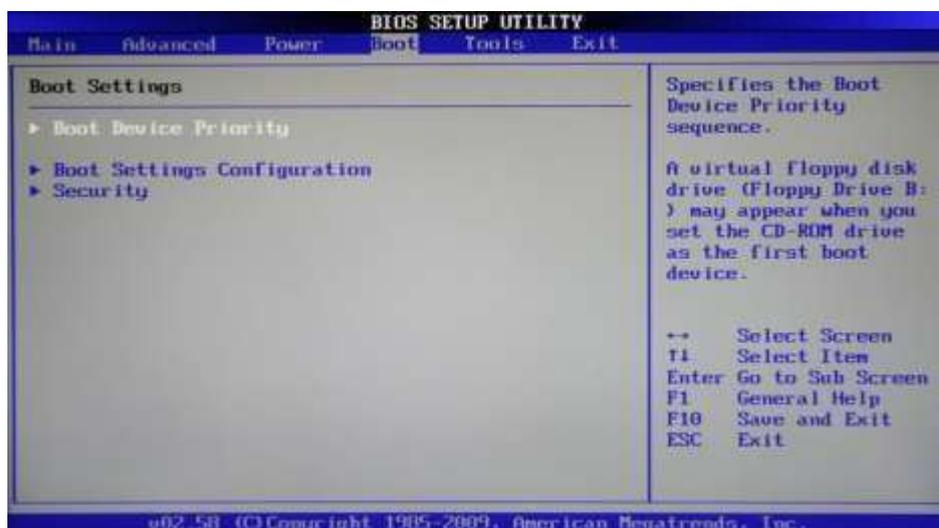 BIOS SETUP UTILITY
Main Advanced Power Boot Tools Exit
Boot Settings
► Boot Device Priority
► Boot Settings Configuration
► Security
Specifies the Boot
Device Priority
sequence.
A virtual floppy disk
drive (Floppy Drive B:
) may appear when you
set the CD-ROM drive
as the first boot
device.
←→ Select Screen
↑↓ Select Item
Enter Go to Sub Screen
F1 General Help
F10 Save and Exit
ESC Exit
v02.58 (C)Copyright 1985-2009, American Megatrends, Inc.